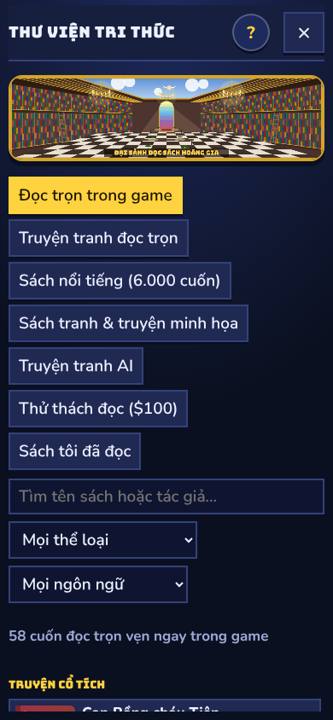 THƯ VIỆN TRI THỨC
?
×
ĐẠI SẢNH ĐỌC SÁCH HOÀNG GIA
Đọc trọn trong game
Truyện tranh đọc trọn
Sách nổi tiếng (6.000 cuốn)
Sách tranh & truyện minh họa
Truyện tranh AI
Thử thách đọc ($100)
Sách tôi đã đọc
Tìm tên sách hoặc tác giả...
Mọi thể loại
Mọi ngôn ngữ
58 cuốn đọc trọn vẹn ngay trong game
TRUYỆN CỔ TÍCH